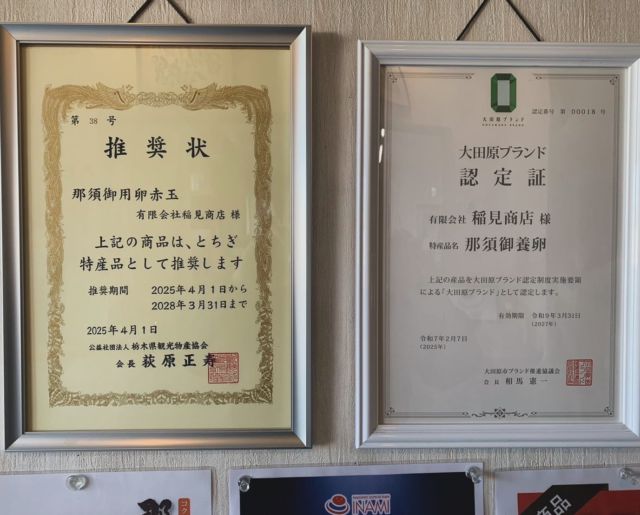 第 38 号
推奨状
那須御用卵赤玉
有限会社稲見商店 様
上記の商品は、とちぎ
特産品として推奨します
推奨期間 2025年4月1日から
2028年3月31日まで
2025年4月1日
公益社団法人 栃木県観光物産協会
会長 荻原正寿
大田原ブランド
認定番号 第 00018 号
大田原ブランド
認定証
有限会社 稲見商店 様
特産品名 那須御養卵
上記の産品を大田原ブランド認定制度実施要領
による「大田原ブランド」として認定します。
有効期限 令和9年3月31日
(2027年)
令和7年2月7日
(2025年)
大田原市ブランド推進協議会
会長 相馬憲一
INAMI
商品